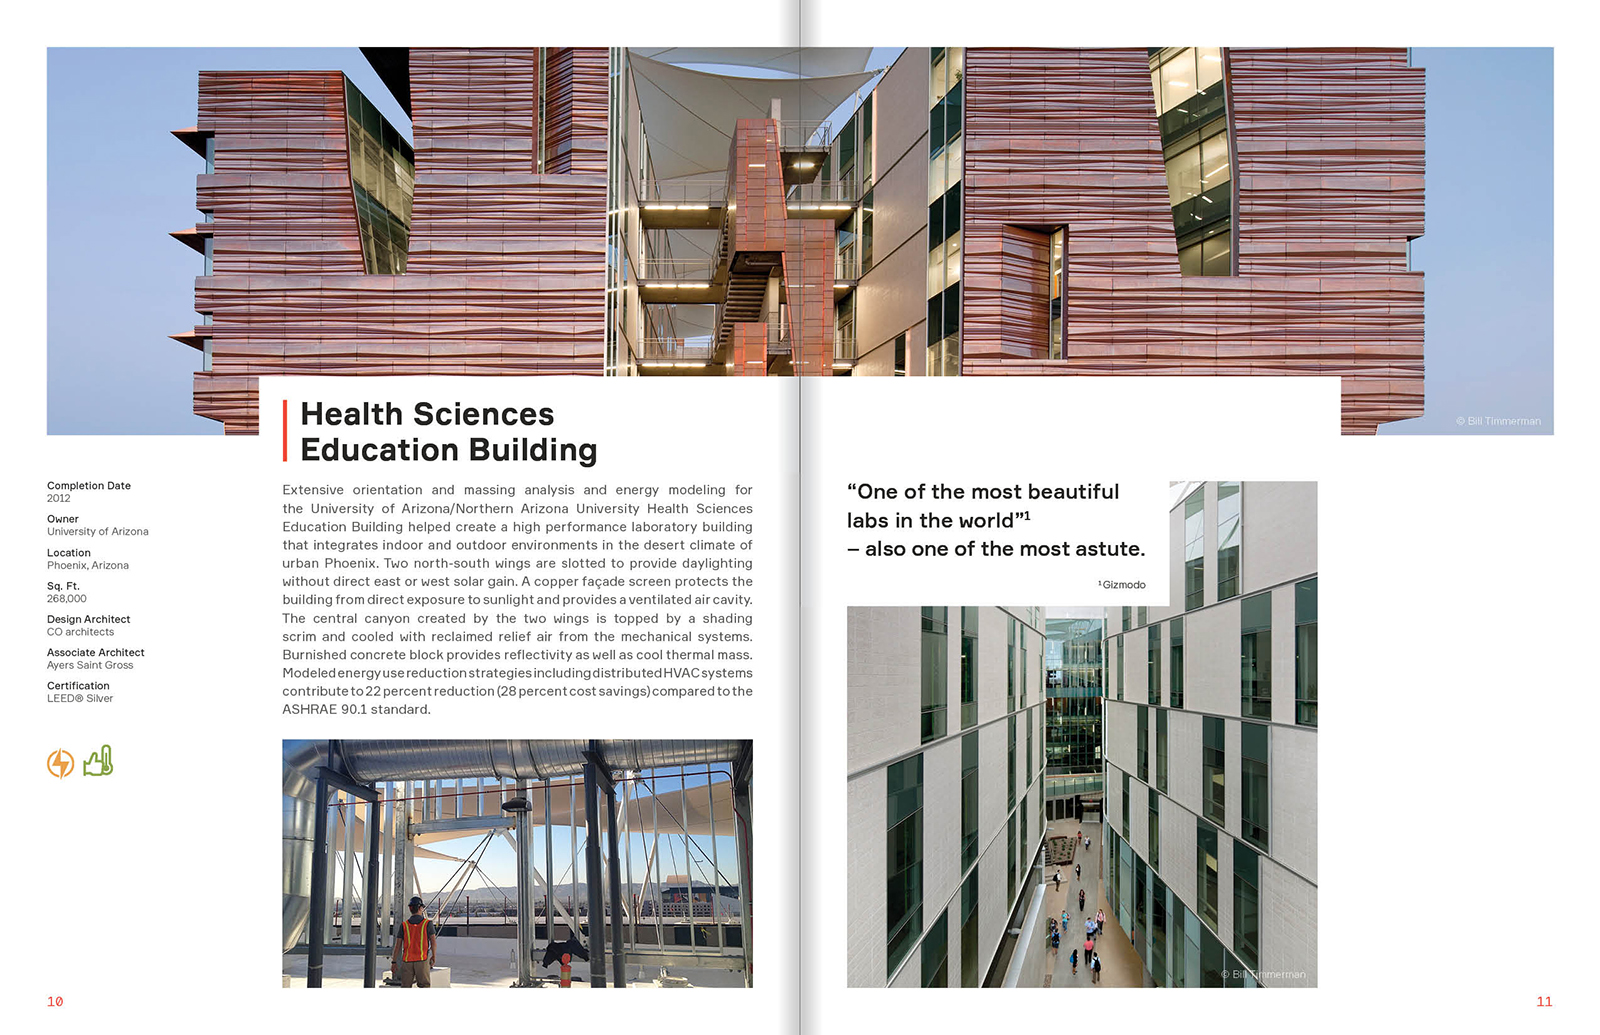 © Bill Timmerman
Health Sciences
Education Building
Completion Date
2012
Owner
University of Arizona
Location
Phoenix, Arizona
Sq. Ft.
268,000
Design Architect
CO architects
Associate Architect
Ayers Saint Gross
Certification
LEED® Silver
Extensive orientation and massing analysis and energy modeling for
the University of Arizona/Northern Arizona University Health Sciences
Education Building helped create a high performance laboratory building
that integrates indoor and outdoor environments in the desert climate of
urban Phoenix. Two north-south wings are slotted to provide daylighting
without direct east or west solar gain. A copper façade screen protects the
building from direct exposure to sunlight and provides a ventilated air cavity.
The central canyon created by the two wings is topped by a shading
scrim and cooled with reclaimed relief air from the mechanical systems.
Burnished concrete block provides reflectivity as well as cool thermal mass.
Modeled energy use reduction strategies including distributed HVAC systems
contribute to 22 percent reduction (28 percent cost savings) compared to the
ASHRAE 90.1 standard.
10
“One of the most beautiful
labs in the world”¹
– also one of the most astute.
¹ Gizmodo
© Bill Timmerman
11